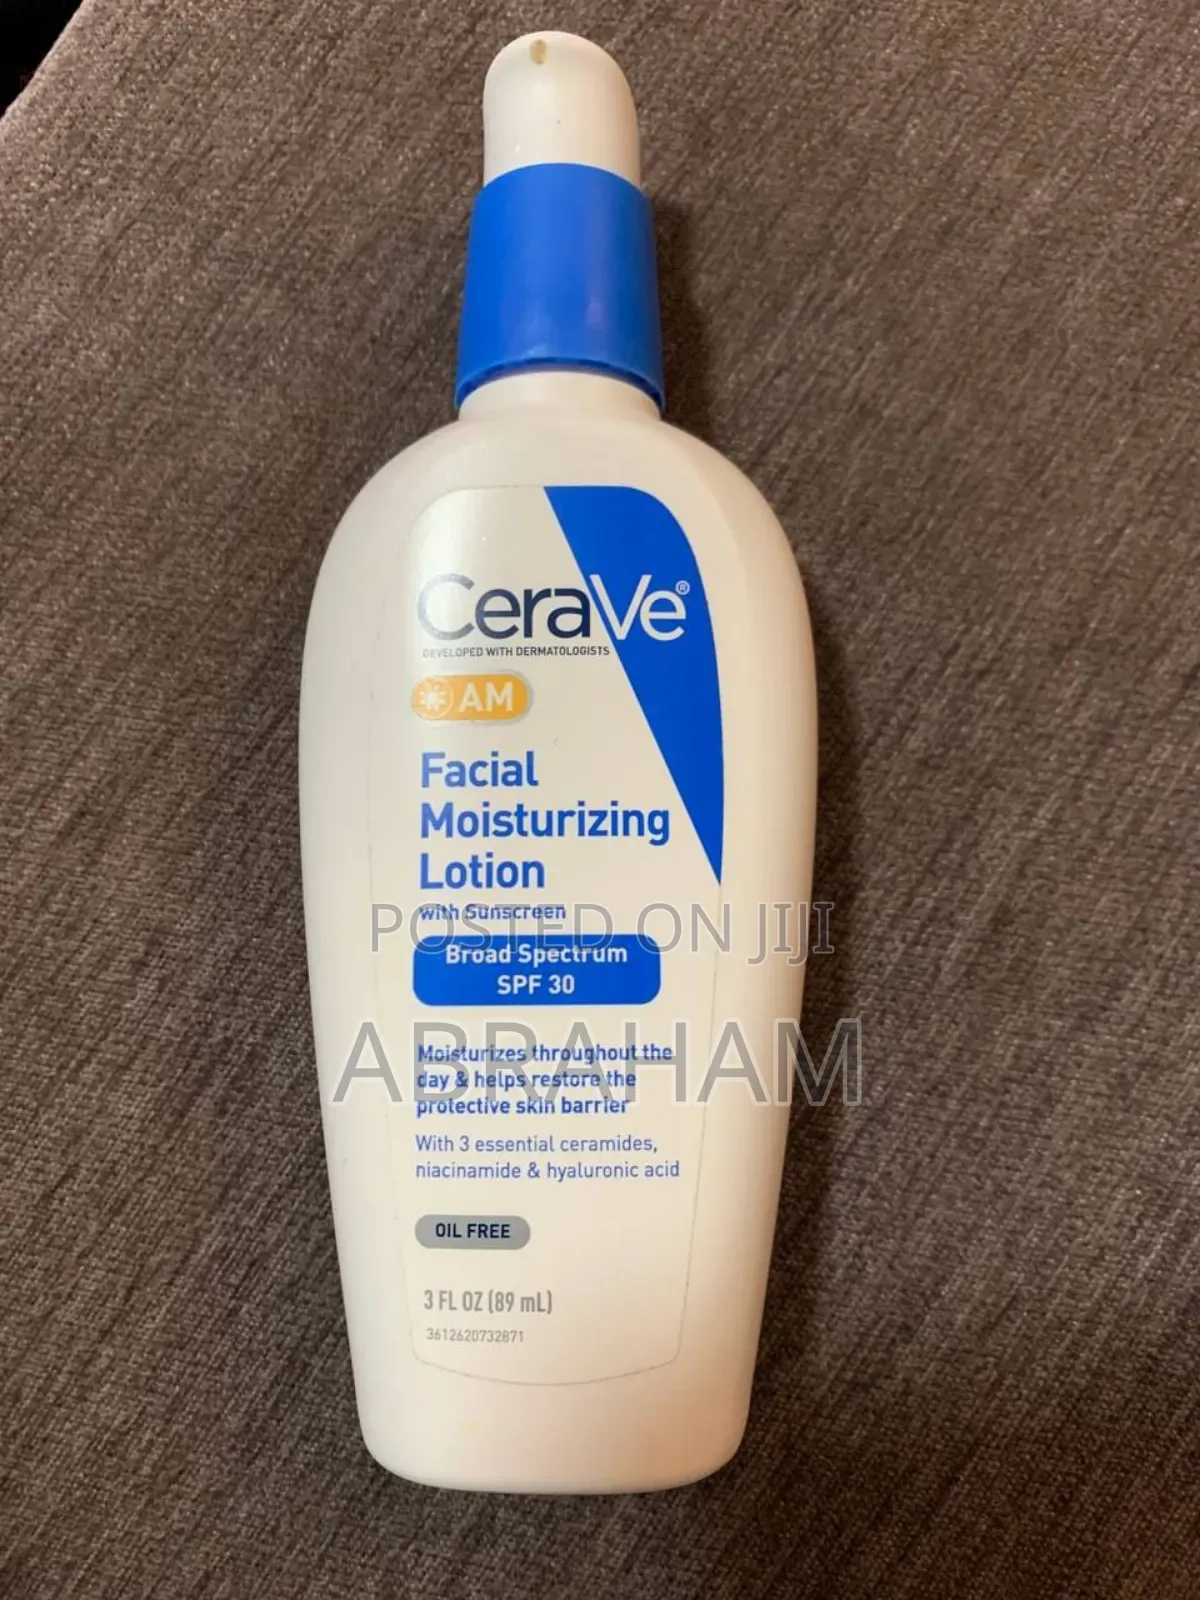 CeraVe®
DEVELOPED WITH DERMATOLOGISTS
AM
Facial
Moisturizing
Lotion
with Sunscreen
POSTED ON JIJI
Broad Spectrum
SPF 30
ABRAHAM
Moisturizes throughout the
day & helps restore the
protective skin barrier
With 3 essential ceramides,
niacinamide & hyaluronic acid
OIL FREE
3 FL OZ (89 mL)
3612620732871